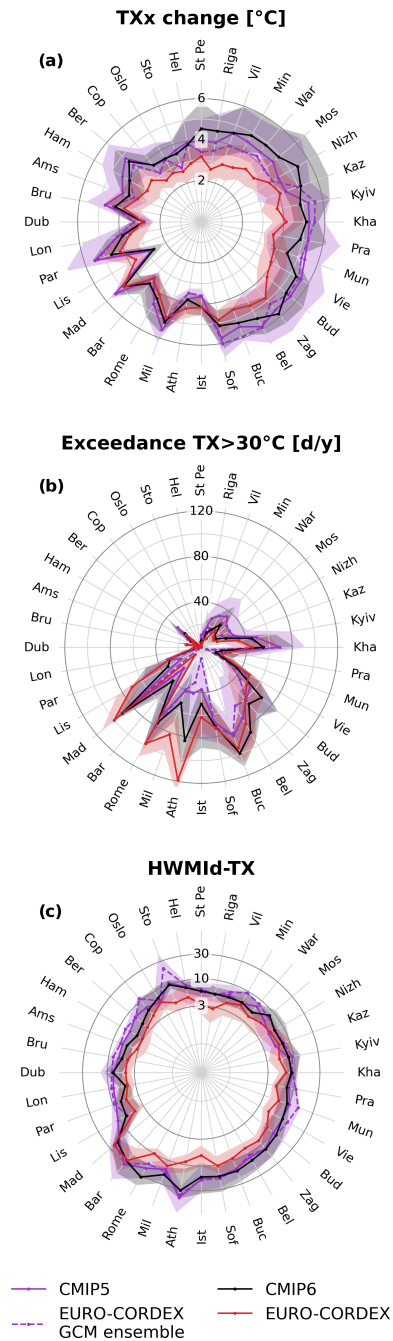 TXx change [°C]
(a)
St Pe
Riga
Vil
Min
War
Mos
Nizh
Kaz
Kyiv
Kha
Pra
Mun
Vie
Bud
Zag
Bel
Buc
Sof
Ist
Ath
Mil
Rome
Bar
Mad
Lis
Par
Lon
Dub
Bru
Ams
Ham
Ber
Cop
Oslo
Sto
Hel
6
4
2
Exceedance TX>30°C [d/y]
(b)
St Pe
Riga
Vil
Min
War
Mos
Nizh
Kaz
Kyiv
Kha
Pra
Mun
Vie
Bud
Zag
Bel
Buc
Sof
Ist
Ath
Mil
Rome
Bar
Mad
Lis
Par
Lon
Dub
Bru
Ams
Ham
Ber
Cop
Oslo
Sto
Hel
120
80
40
HWMId-TX
(c)
St Pe
Riga
Vil
Min
War
Mos
Nizh
Kaz
Kyiv
Kha
Pra
Mun
Vie
Bud
Zag
Bel
Buc
Sof
Ist
Ath
Mil
Rome
Bar
Mad
Lis
Par
Lon
Dub
Bru
Ams
Ham
Ber
Cop
Oslo
Sto
Hel
30
10
3
CMIP5
EURO-CORDEX
GCM ensemble
CMIP6
EURO-CORDEX